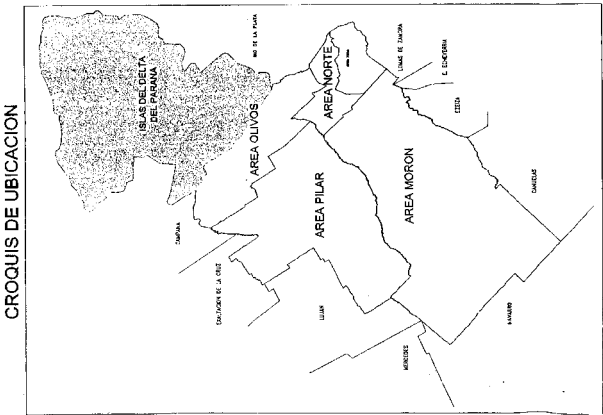 CROQUIS DE UBICACION
ISLAS DEL DELTA
DEL PARANA
RIO DE LA PLATA
AREA OLIVOS
AREA NORTE
LOMAS DE ZAMORA
E. ECHEVERRIA
EZEIZA
CAMPANA
AREA PILAR
AREA MORON
CAÑUELAS
EXALTACION DE LA CRUZ
LUJAN
NAVARRO
MERCEDES